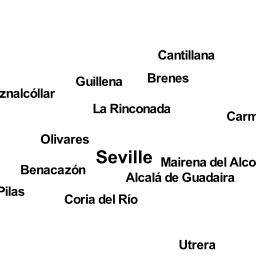 Cantillana
Guillena
Brenes
znalcóllar
La Rinconada
Carm
Olivares
Seville
Mairena del Alco
Benacazón
Alcalá de Guadaira
Pilas
Coria del Río
Utrera